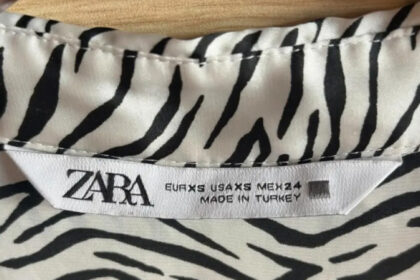 ZARA
EUR XS USA XS MEX 24
MADE IN TURKEY